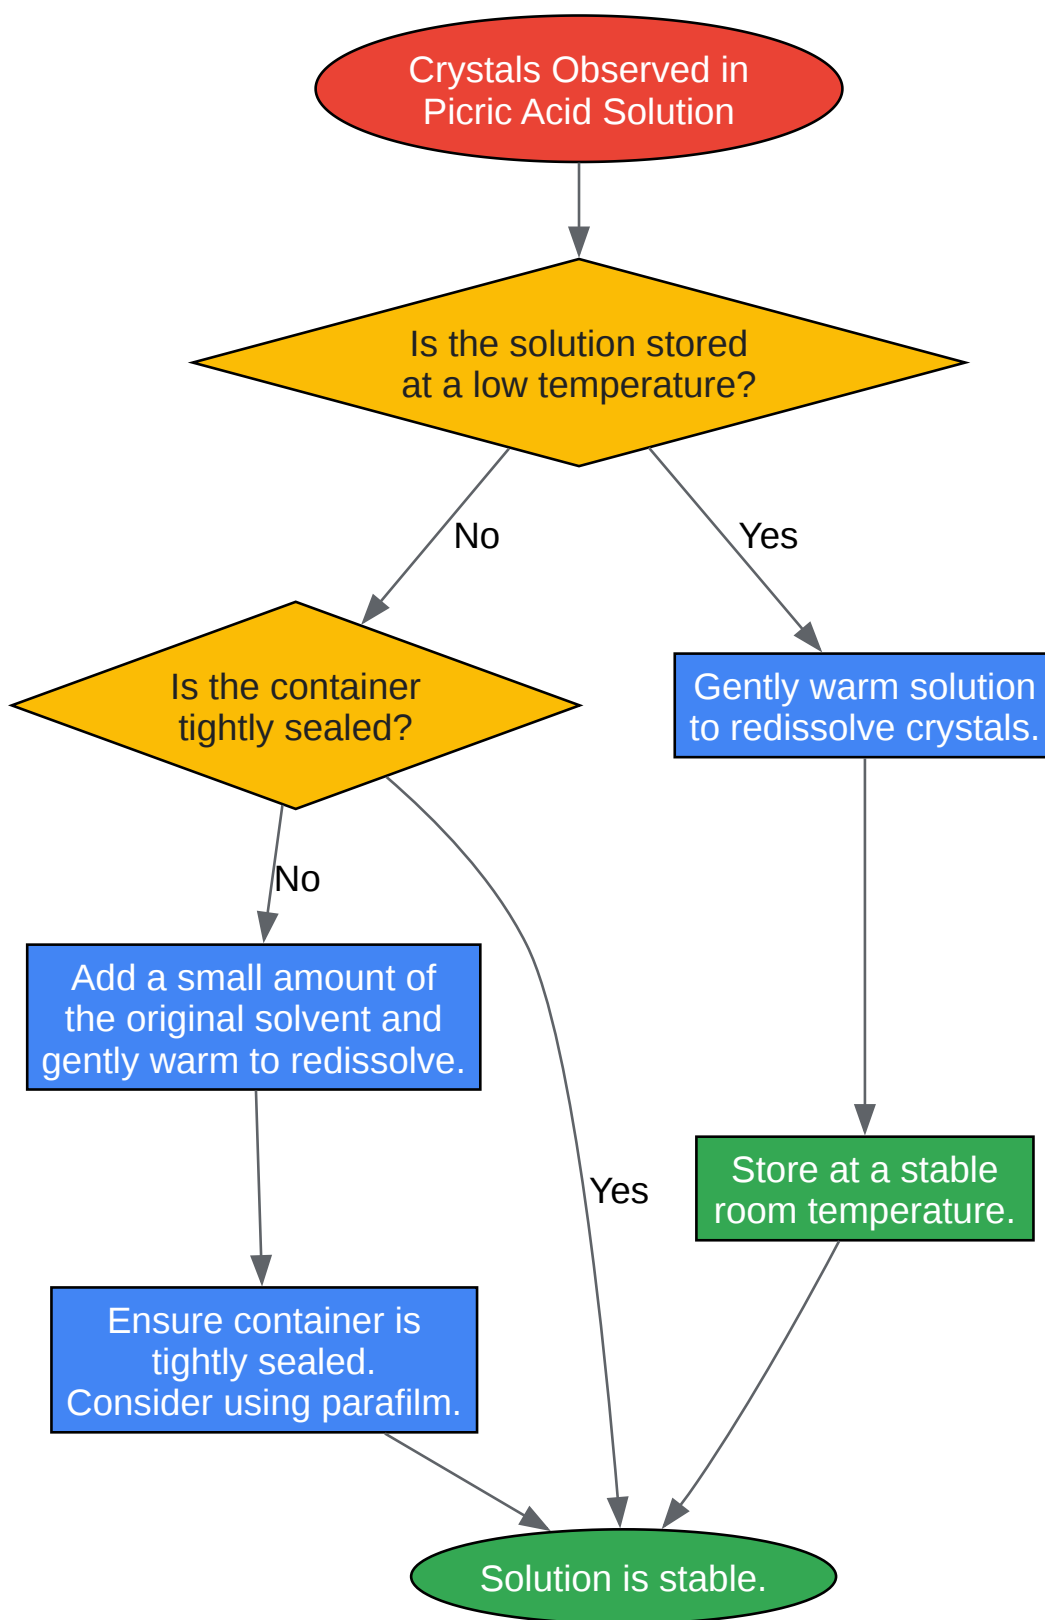 Crystals Observed in
Picric Acid Solution
Is the solution stored
at a low temperature?
No
Yes
Is the container
tightly sealed?
Gently warm solution
to redissolve crystals.
No
Add a small amount of
the original solvent and
gently warm to redissolve.
Yes
Store at a stable
room temperature.
Ensure container is
tightly sealed.
Consider using parafilm.
Solution is stable.